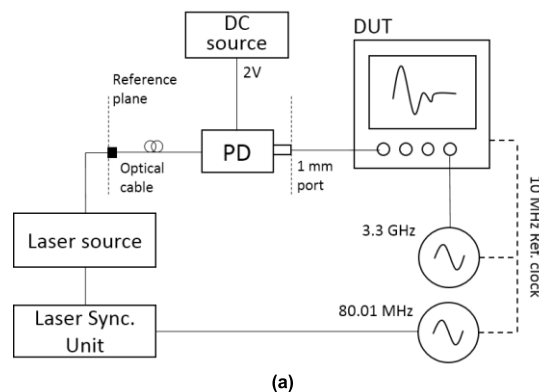 DC
source
DUT
Reference
plane
2V
Optical
cable
PD
1 mm
port
Laser source
3.3 GHz
10 MHz Ref. clock
Laser Sync.
Unit
80.01 MHz
(a)